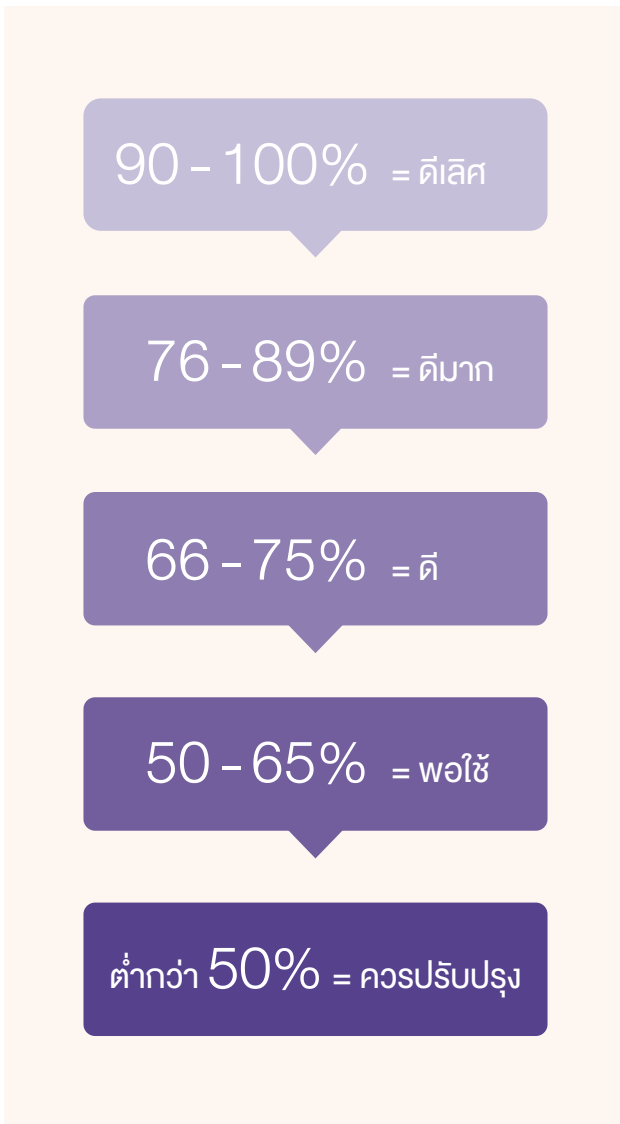 90 - 100% = ดีเลิศ
76 - 89% = ดีมาก
66 - 75% = ดี
50 - 65% = พอใช้
ต่ำกว่า 50% = ควรปรับปรุง